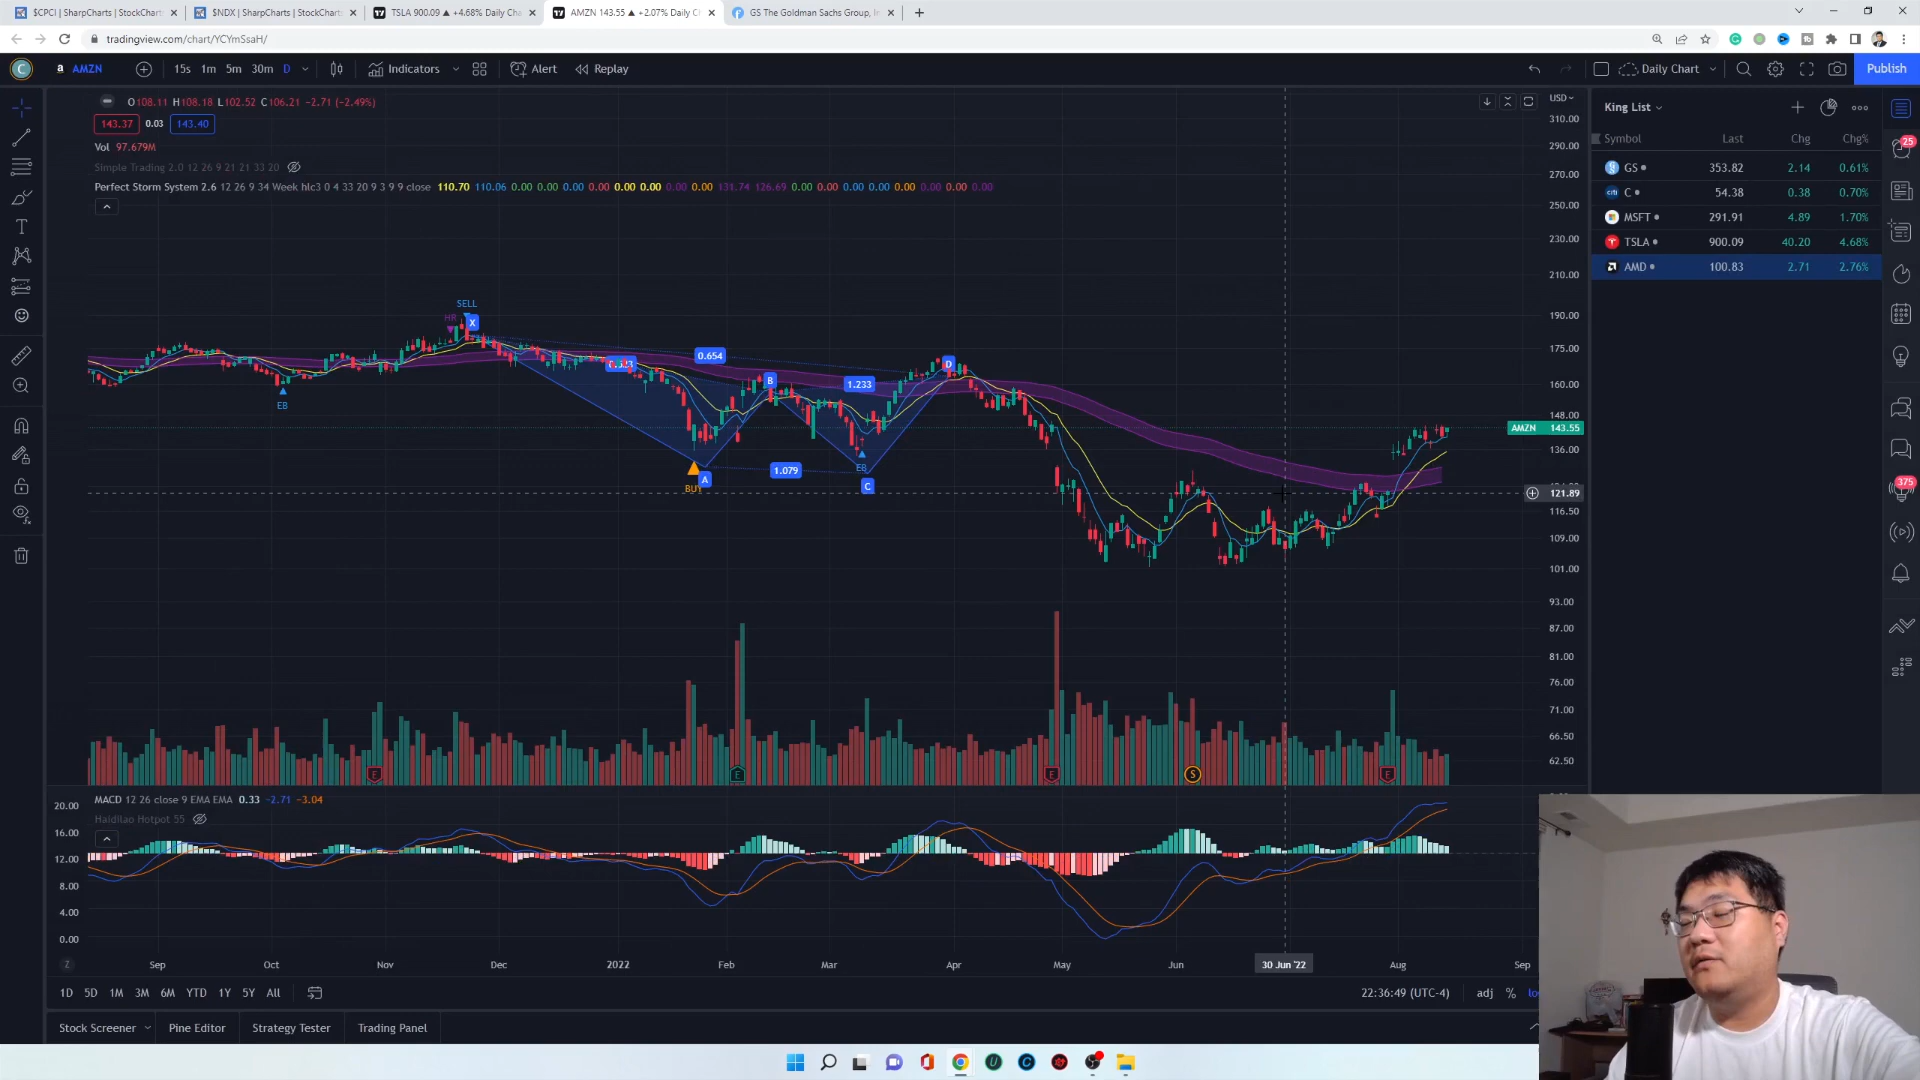 $CPCI | SharpCharts | StockCharts
$NDX | SharpCharts | StockCharts
TSLA 900.09 ▲ +4.68% Daily Cha
AMZN 143.55 ▲ +2.07% Daily C
GS The Goldman Sachs Group, I
tradingview.com/chart/YCYmSsaH/
AMZN
15s 1m 5m 30m D
Indicators
Alert
Replay
Daily Chart
Publish
O108.11 H108.18 L102.52 C106.21 −2.71 (−2.49%)
143.37 0.03 143.40
Vol 97.679M
Simple Trading 2.0 12 26 9 21 21 33 20
Perfect Storm System 2.6 12 26 9 34 Week hlc3 0 4 33 20 9 3 9 9 close 110.70 110.06 0.00 0.00 0.00 0.00 0.00 0.00 0.00 0.00 131.74 126.69 0.00 0.00 0.00 0.00 0.00 0.00 0.00 0.00
USD
310.00
290.00
270.00
250.00
230.00
210.00
190.00
175.00
160.00
148.00
AMZN 143.55
136.00
121.89
116.50
109.00
101.00
93.00
87.00
81.00
76.00
71.00
66.50
62.50
SELL
HR
X
0.654
B
1.233
D
EB
BUY
A
1.079
EB
C
E
E
E
S
E
MACD 12 26 close 9 EMA EMA 0.33 −2.71 −3.04
Haidilao Hotpot 55
20.00
16.00
12.00
8.00
4.00
0.00
Z
Sep Oct Nov Dec 2022 Feb Mar Apr May Jun 30 Jun '22 Aug Sep
1D 5D 1M 3M 6M YTD 1Y 5Y All
22:36:49 (UTC-4) adj % lo
Stock Screener
Pine Editor
Strategy Tester
Trading Panel
King List
Symbol Last Chg Chg%
GS 353.82 2.14 0.61%
C 54.38 0.38 0.70%
MSFT 291.91 4.89 1.70%
TSLA 900.09 40.20 4.68%
AMD 100.83 2.71 2.76%
25
375